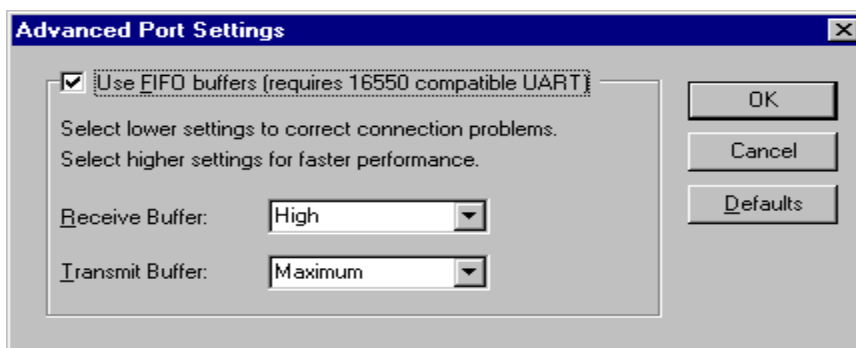 Advanced Port Settings
Use FIFO buffers (requires 16550 compatible UART)
Select lower settings to correct connection problems.
Select higher settings for faster performance.
Receive Buffer: High
Transmit Buffer: Maximum
OK
Cancel
Defaults